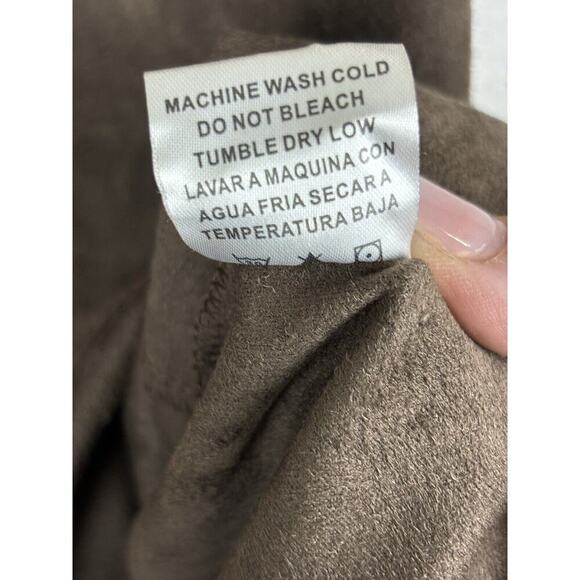 MACHINE WASH COLD
DO NOT BLEACH
TUMBLE DRY LOW
LAVAR A MAQUINA CON
AGUA FRIA SECAR A
TEMPERATURA BAJA